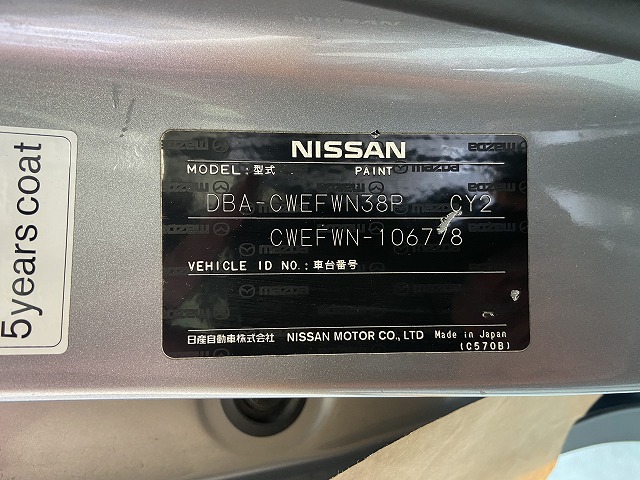 5years coat
NISSAN
MODEL:型式 PAINT
DBA-CWEFWN38P CY2
CWEFWN-106778
VEHICLE ID NO.:車台番号
日産自動車株式会社 NISSAN MOTOR CO., LTD Made in Japan
(C570B)
mazda